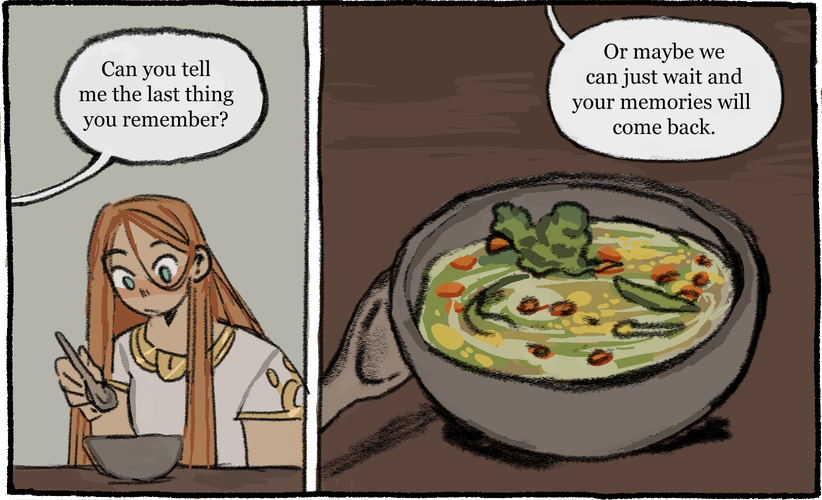 Can you tell
me the last thing
you remember?
Or maybe we
can just wait and
your memories will
come back.